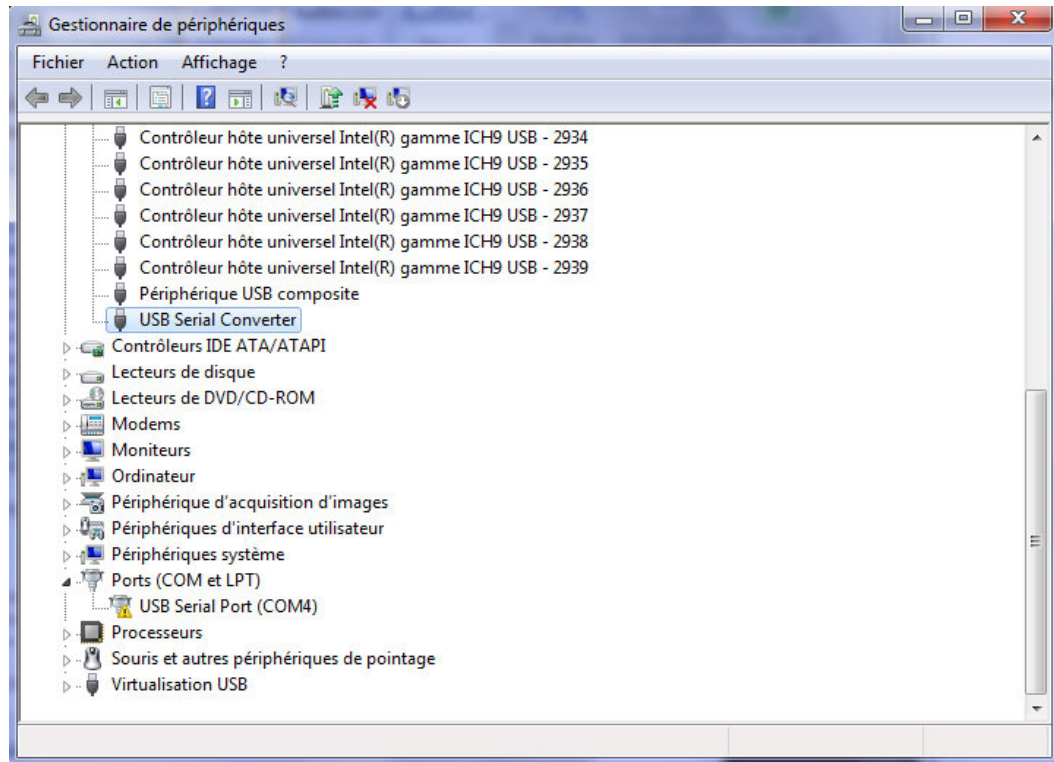 Gestionnaire de périphériques
Fichier Action Affichage ?
Contrôleur hôte universel Intel(R) gamme ICH9 USB - 2934
Contrôleur hôte universel Intel(R) gamme ICH9 USB - 2935
Contrôleur hôte universel Intel(R) gamme ICH9 USB - 2936
Contrôleur hôte universel Intel(R) gamme ICH9 USB - 2937
Contrôleur hôte universel Intel(R) gamme ICH9 USB - 2938
Contrôleur hôte universel Intel(R) gamme ICH9 USB - 2939
Périphérique USB composite
USB Serial Converter
Contrôleurs IDE ATA/ATAPI
Lecteurs de disque
Lecteurs de DVD/CD-ROM
Modems
Moniteurs
Ordinateur
Périphérique d'acquisition d'images
Périphériques d'interface utilisateur
Périphériques système
Ports (COM et LPT)
USB Serial Port (COM4)
Processeurs
Souris et autres périphériques de pointage
Virtualisation USB